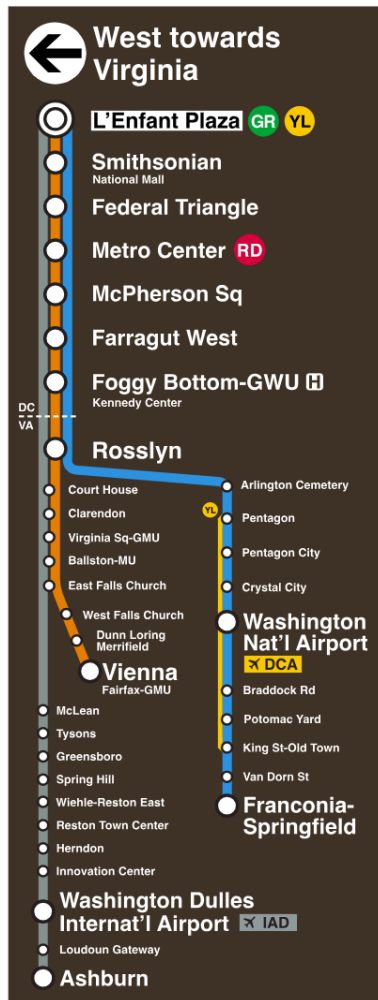 West towards
Virginia
L'Enfant Plaza GR YL
Smithsonian
National Mall
Federal Triangle
Metro Center RD
McPherson Sq
Farragut West
Foggy Bottom-GWU H
Kennedy Center
DC
VA
Rosslyn
Court House
Clarendon
Virginia Sq-GMU
Ballston-MU
East Falls Church
West Falls Church
Dunn Loring
Merrifield
Vienna
Fairfax-GMU
McLean
Tysons
Greensboro
Spring Hill
Wiehle-Reston East
Reston Town Center
Herndon
Innovation Center
Washington Dulles
Internat'l Airport IAD
Loudoun Gateway
Ashburn
Arlington Cemetery
YL
Pentagon
Pentagon City
Crystal City
Washington
Nat'l Airport
DCA
Braddock Rd
Potomac Yard
King St-Old Town
Van Dorn St
Franconia-
Springfield